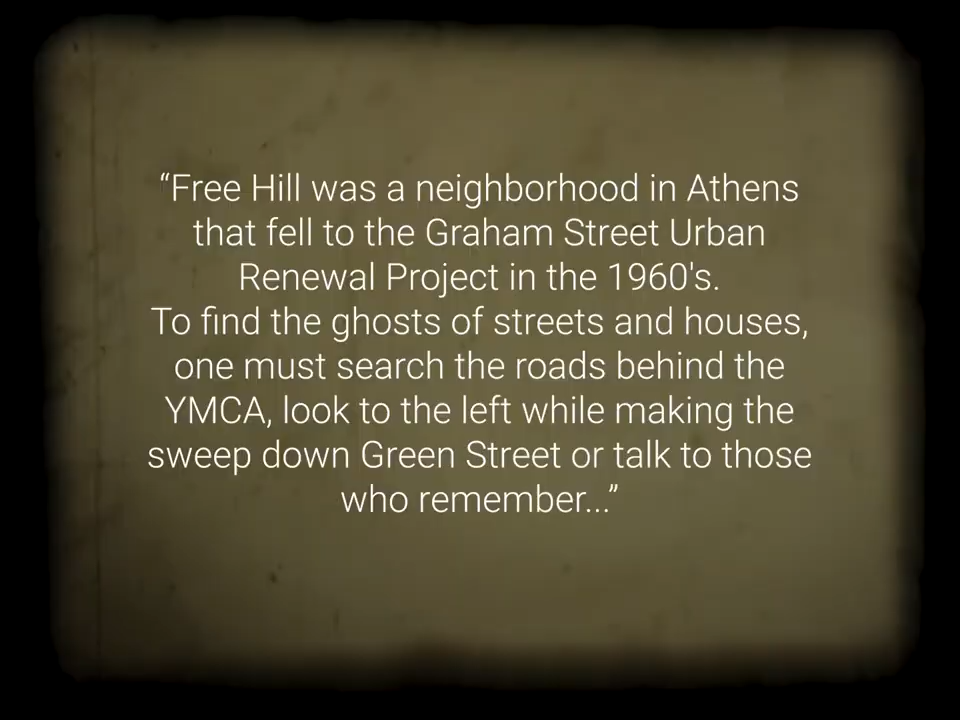 “Free Hill was a neighborhood in Athens
that fell to the Graham Street Urban
Renewal Project in the 1960's.
To find the ghosts of streets and houses,
one must search the roads behind the
YMCA, look to the left while making the
sweep down Green Street or talk to those
who remember...”